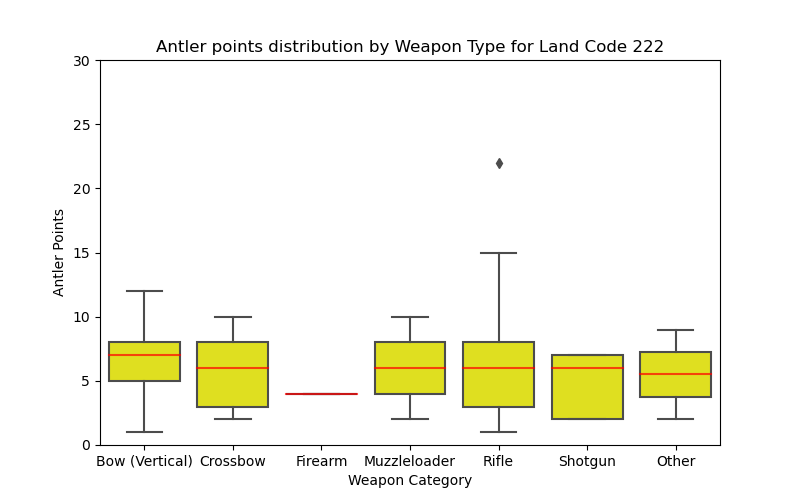 Antler points distribution by Weapon Type for Land Code 222
Antler Points
30
25
20
15
10
5
0
Bow (Vertical) Crossbow Firearm Muzzleloader Rifle Shotgun Other
Weapon Category